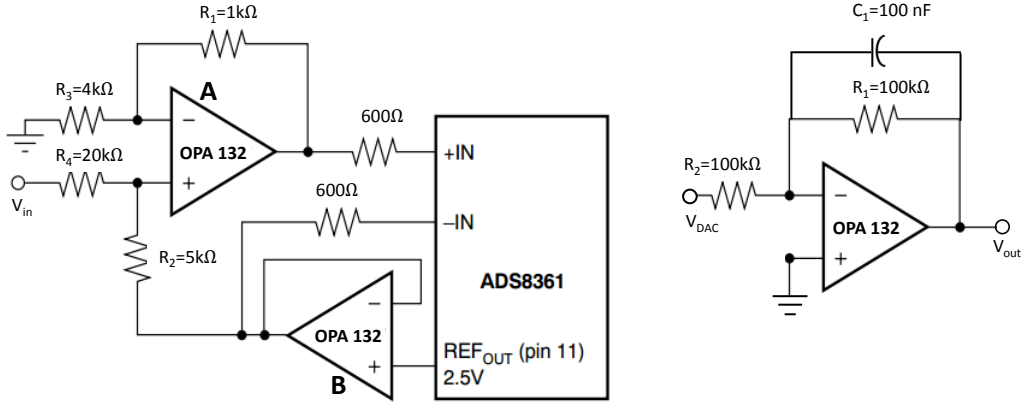 R1=1kΩ
C1=100 nF
A
R3=4kΩ
R1=100kΩ
600Ω
−
OPA 132
+IN
R4=20kΩ
+
R2=100kΩ
Vin
600Ω
−IN
−
VDAC
OPA 132
Vout
R2=5kΩ
+
ADS8361
−
OPA 132
REFOUT (pin 11)
+
2.5V
B